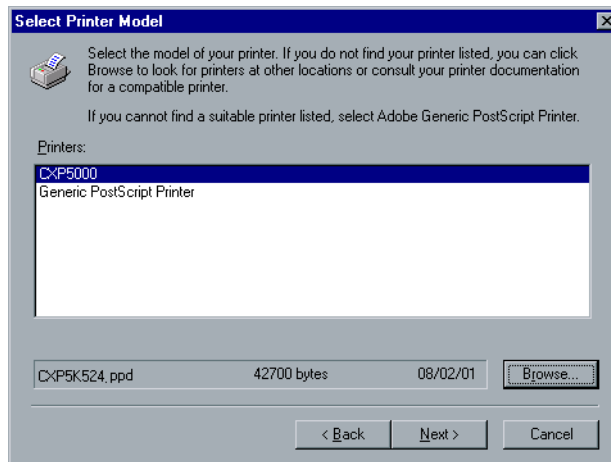 Select Printer Model
Select the model of your printer. If you do not find your printer listed, you can click
Browse to look for printers at other locations or consult your printer documentation
for a compatible printer.
If you cannot find a suitable printer listed, select Adobe Generic PostScript Printer.
Printers:
CXP5000
Generic PostScript Printer
CXP5K524.ppd 42700 bytes 08/02/01 Browse...
< Back Next > Cancel